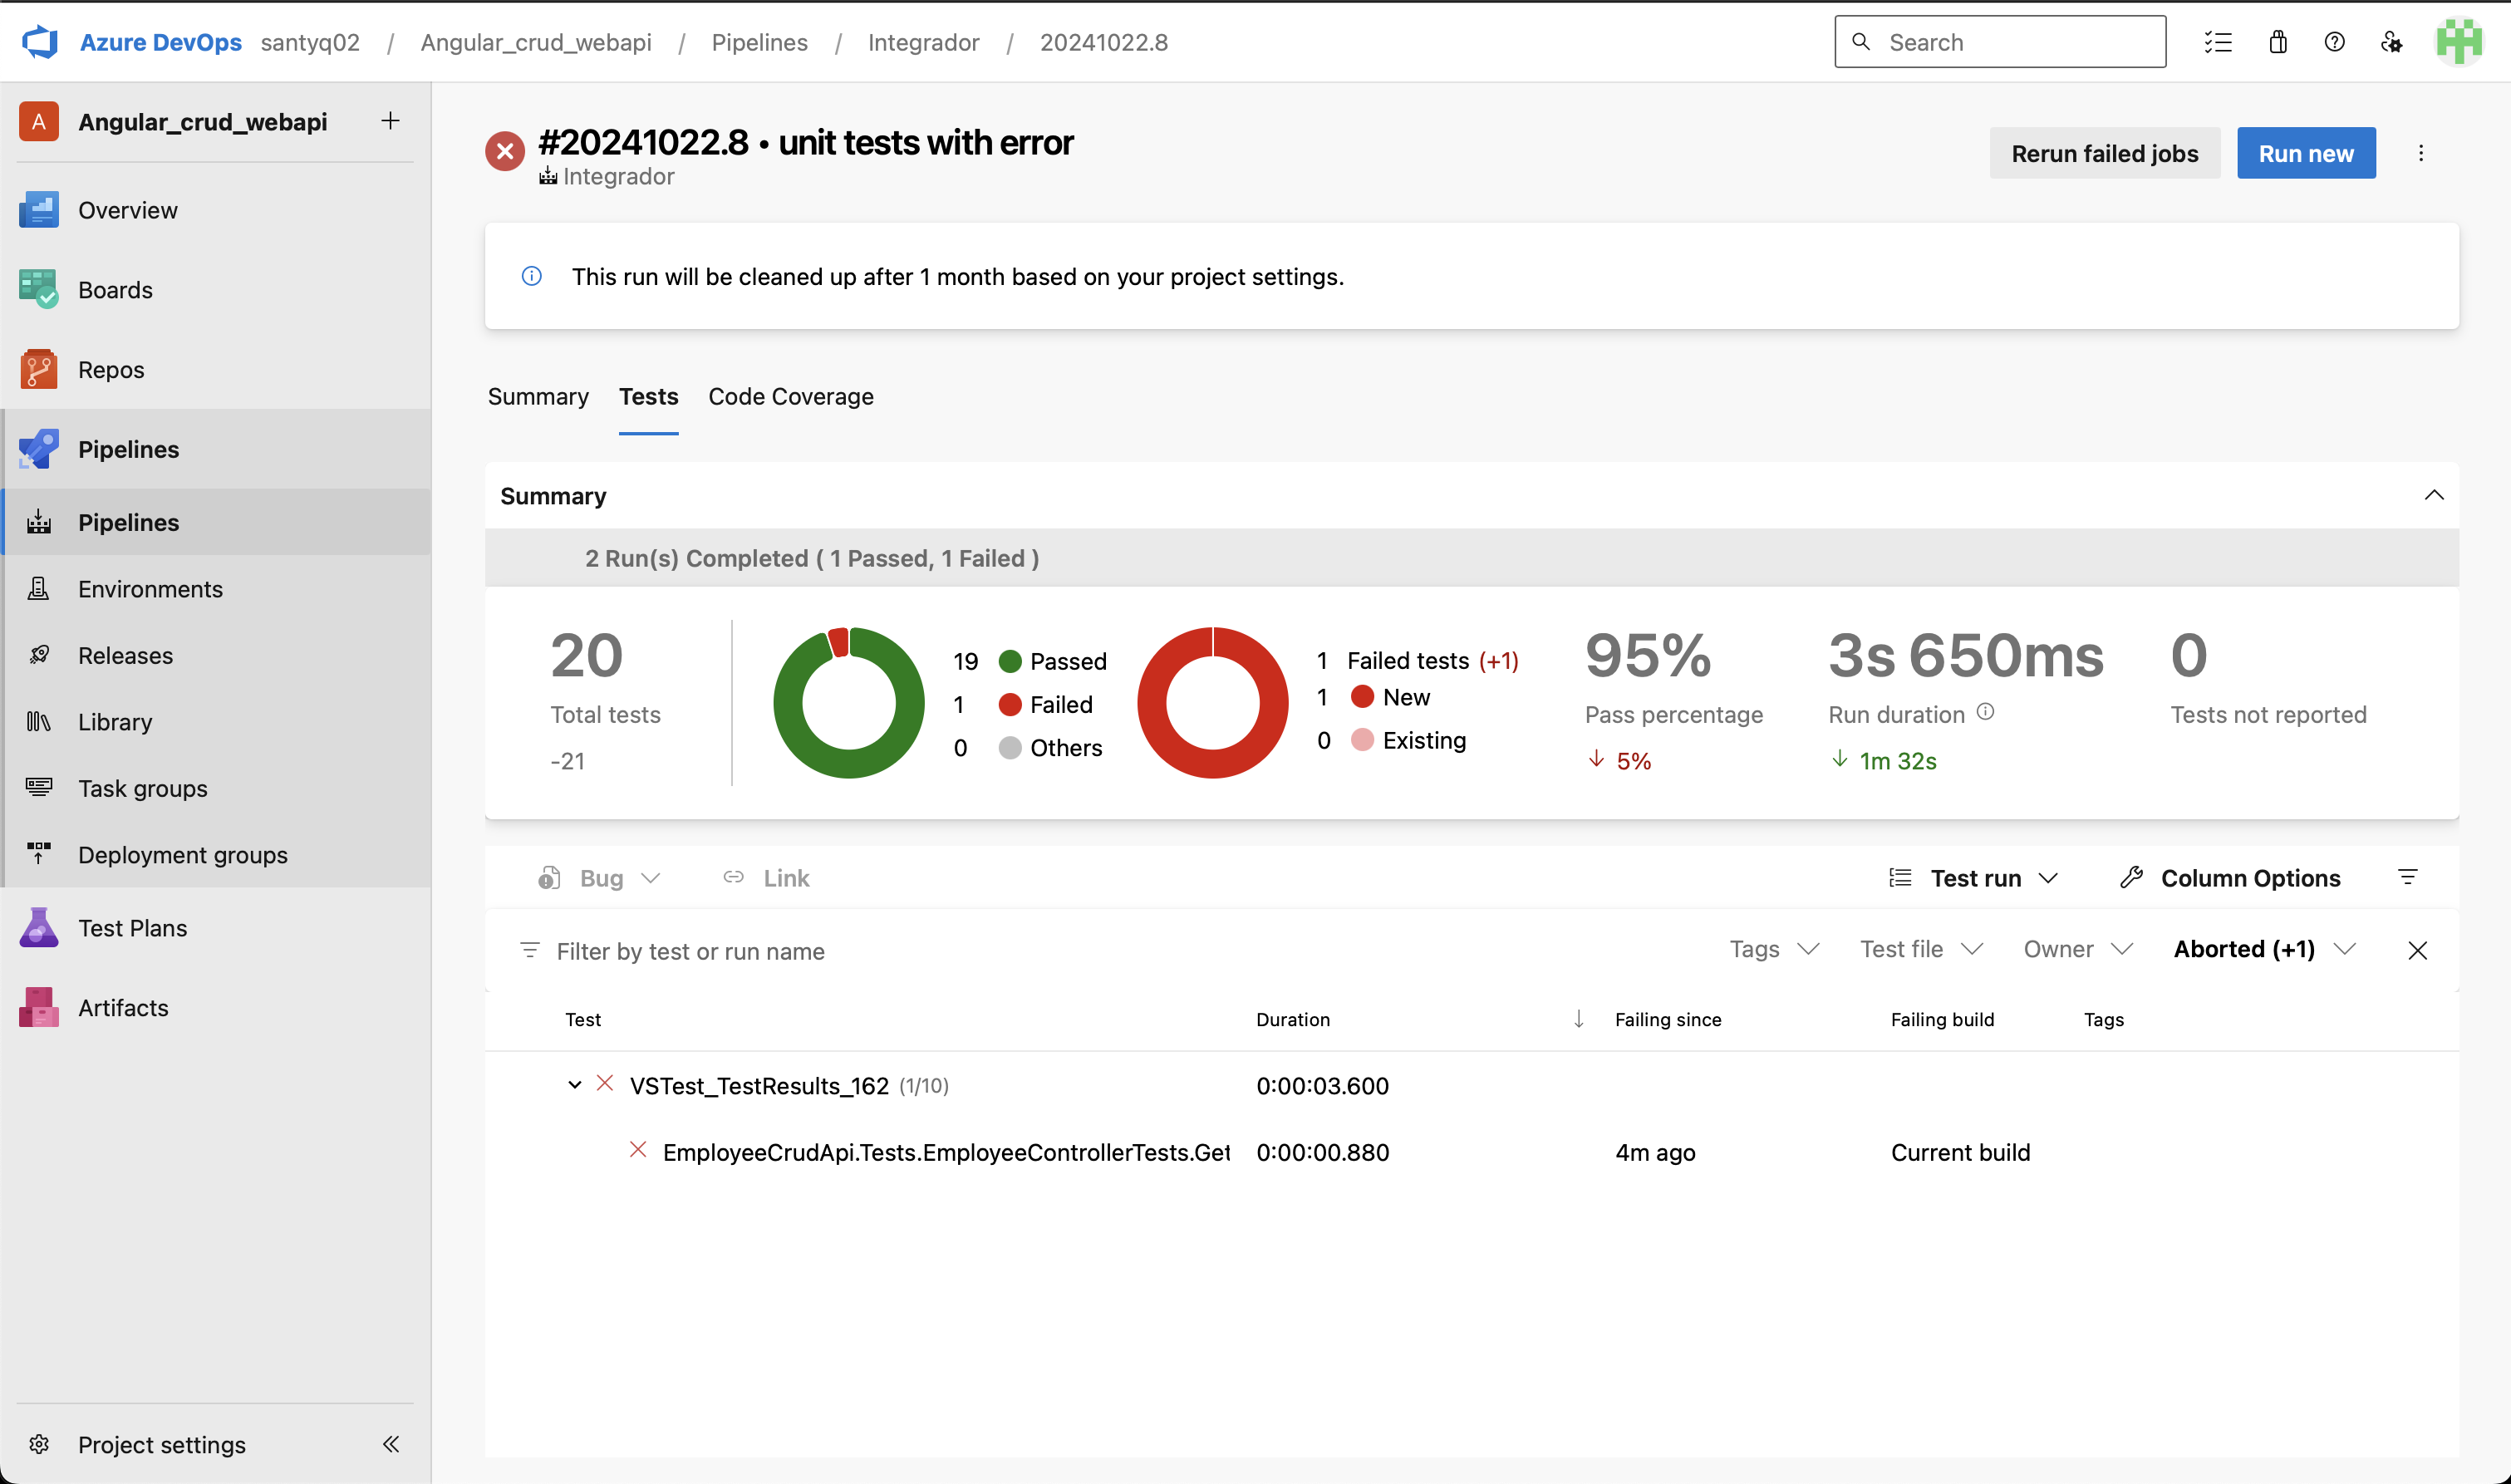 Azure DevOps santyq02 / Angular_crud_webapi / Pipelines / Integrador / 20241022.8
Search
A Angular_crud_webapi
Overview
Boards
Repos
Pipelines
Pipelines
Environments
Releases
Library
Task groups
Deployment groups
Test Plans
Artifacts
Project settings
#20241022.8 • unit tests with error
Integrador
Rerun failed jobs
Run new
This run will be cleaned up after 1 month based on your project settings.
Summary Tests Code Coverage
Summary
2 Run(s) Completed ( 1 Passed, 1 Failed )
20
Total tests
-21
19 Passed
1 Failed
0 Others
1 Failed tests (+1)
1 New
0 Existing
95%
Pass percentage
5%
3s 650ms
Run duration
1m 32s
0
Tests not reported
Bug Link Test run Column Options
Filter by test or run name Tags Test file Owner Aborted (+1)
Test Duration Failing since Failing build Tags
VSTest_TestResults_162 (1/10) 0:00:03.600
EmployeeCrudApi.Tests.EmployeeControllerTests.Get 0:00:00.880 4m ago Current build